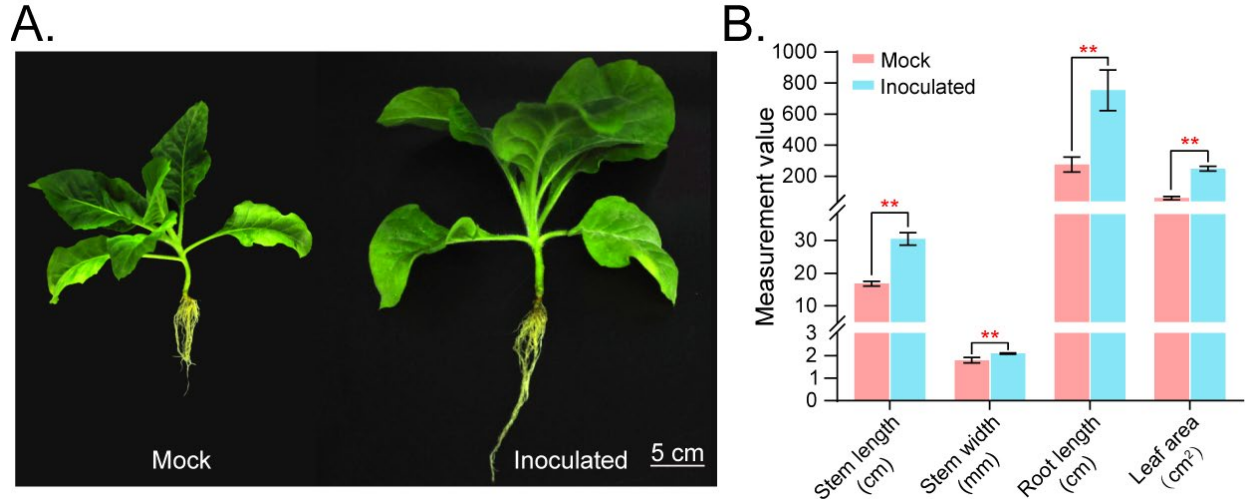 A.
Mock
Inoculated
5 cm
B.
Measurement value
1000
800
600
400
200
30
20
10
3
2
1
0
Mock
Inoculated
**
**
**
**
Stem length
(cm)
Stem width
(mm)
Root length
(cm)
Leaf area
(cm²)